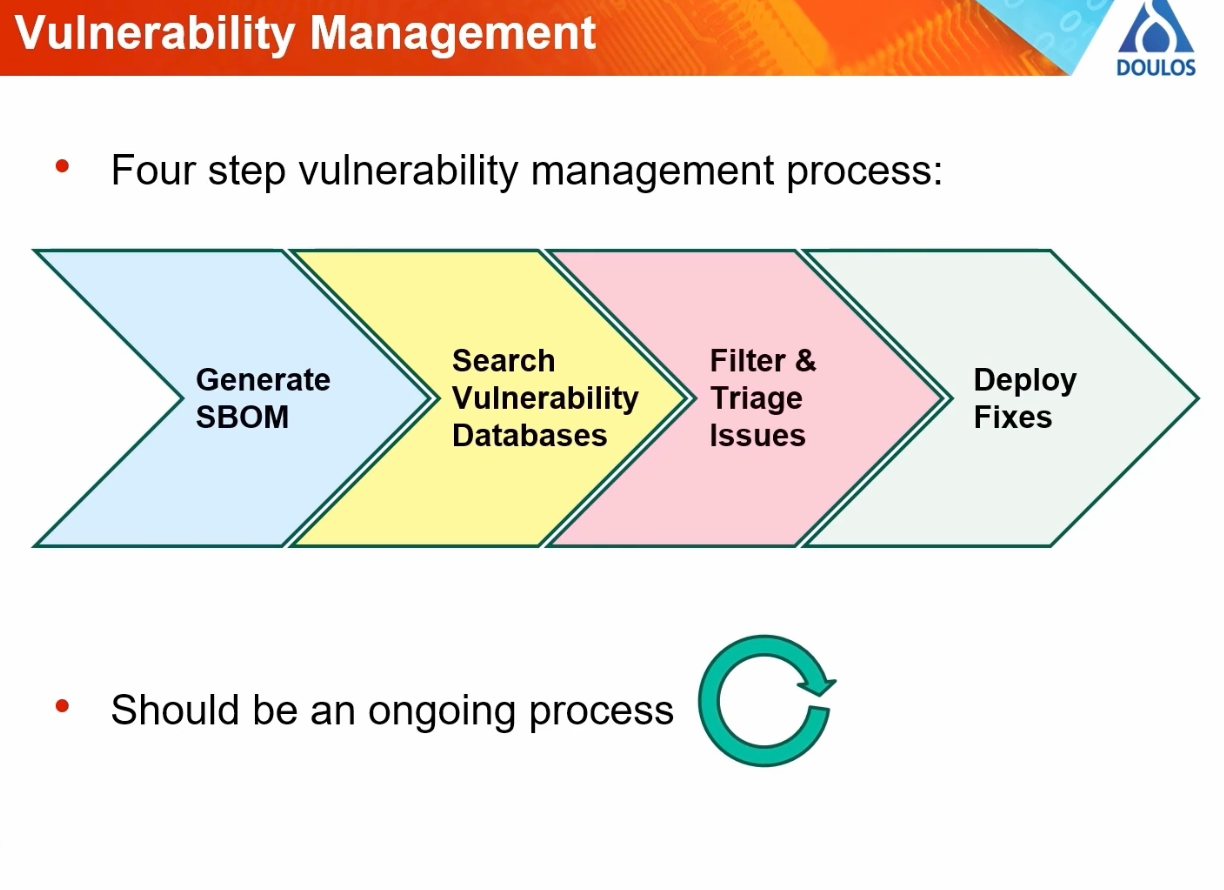 Vulnerability Management
DOULOS
• Four step vulnerability management process:
Generate
SBOM
Search
Vulnerability
Databases
Filter &
Triage
Issues
Deploy
Fixes
• Should be an ongoing process